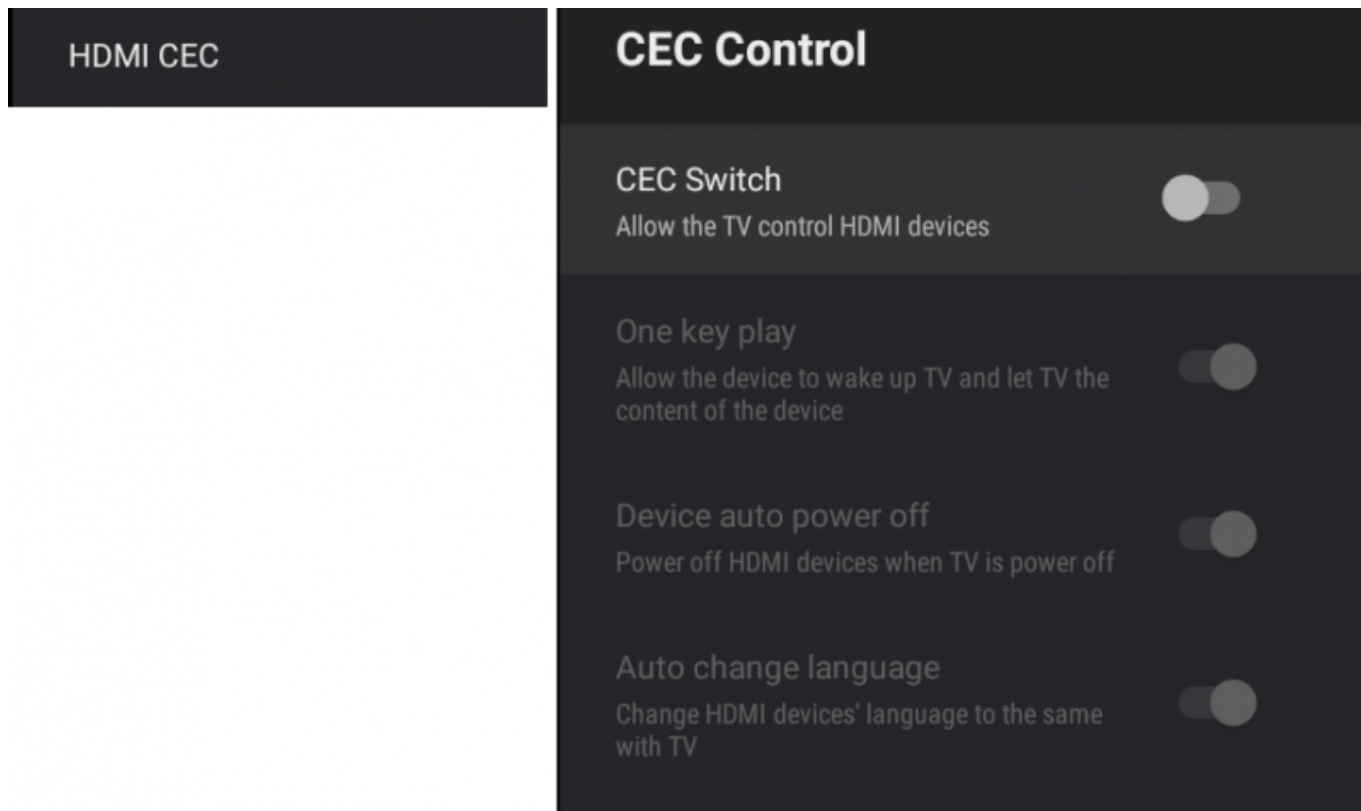 HDMI CEC
CEC Control
CEC Switch
Allow the TV control HDMI devices
One key play
Allow the device to wake up TV and let TV the
content of the device
Device auto power off
Power off HDMI devices when TV is power off
Auto change language
Change HDMI devices' language to the same
with TV